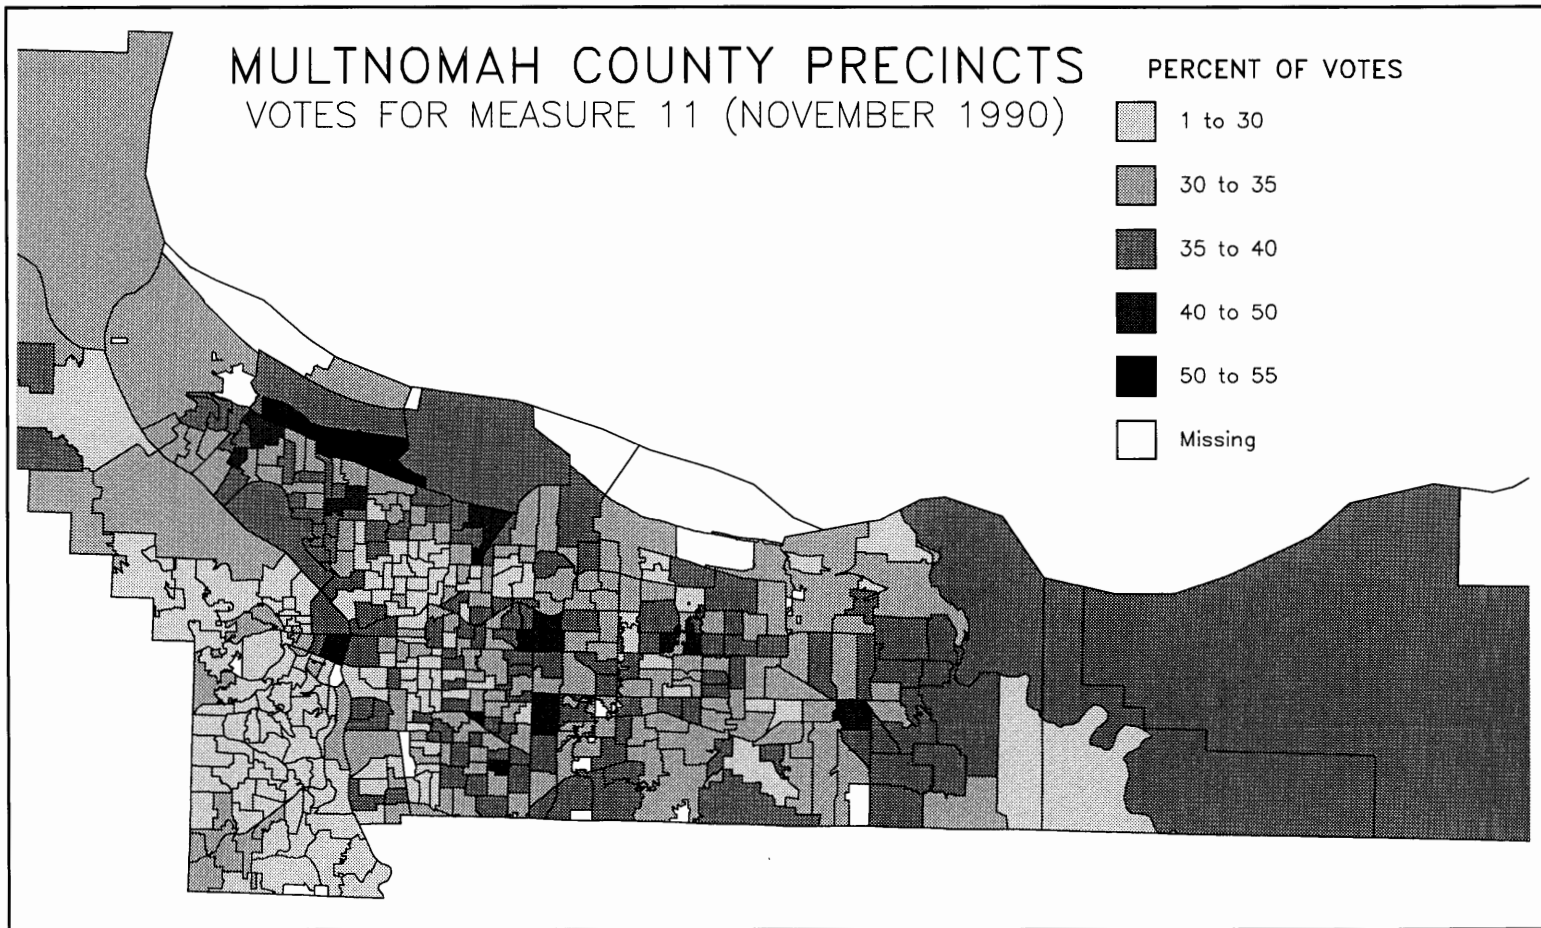 MULTNOMAH COUNTY PRECINCTS
VOTES FOR MEASURE 11 (NOVEMBER 1990)
PERCENT OF VOTES
1 to 30
30 to 35
35 to 40
40 to 50
50 to 55
Missing